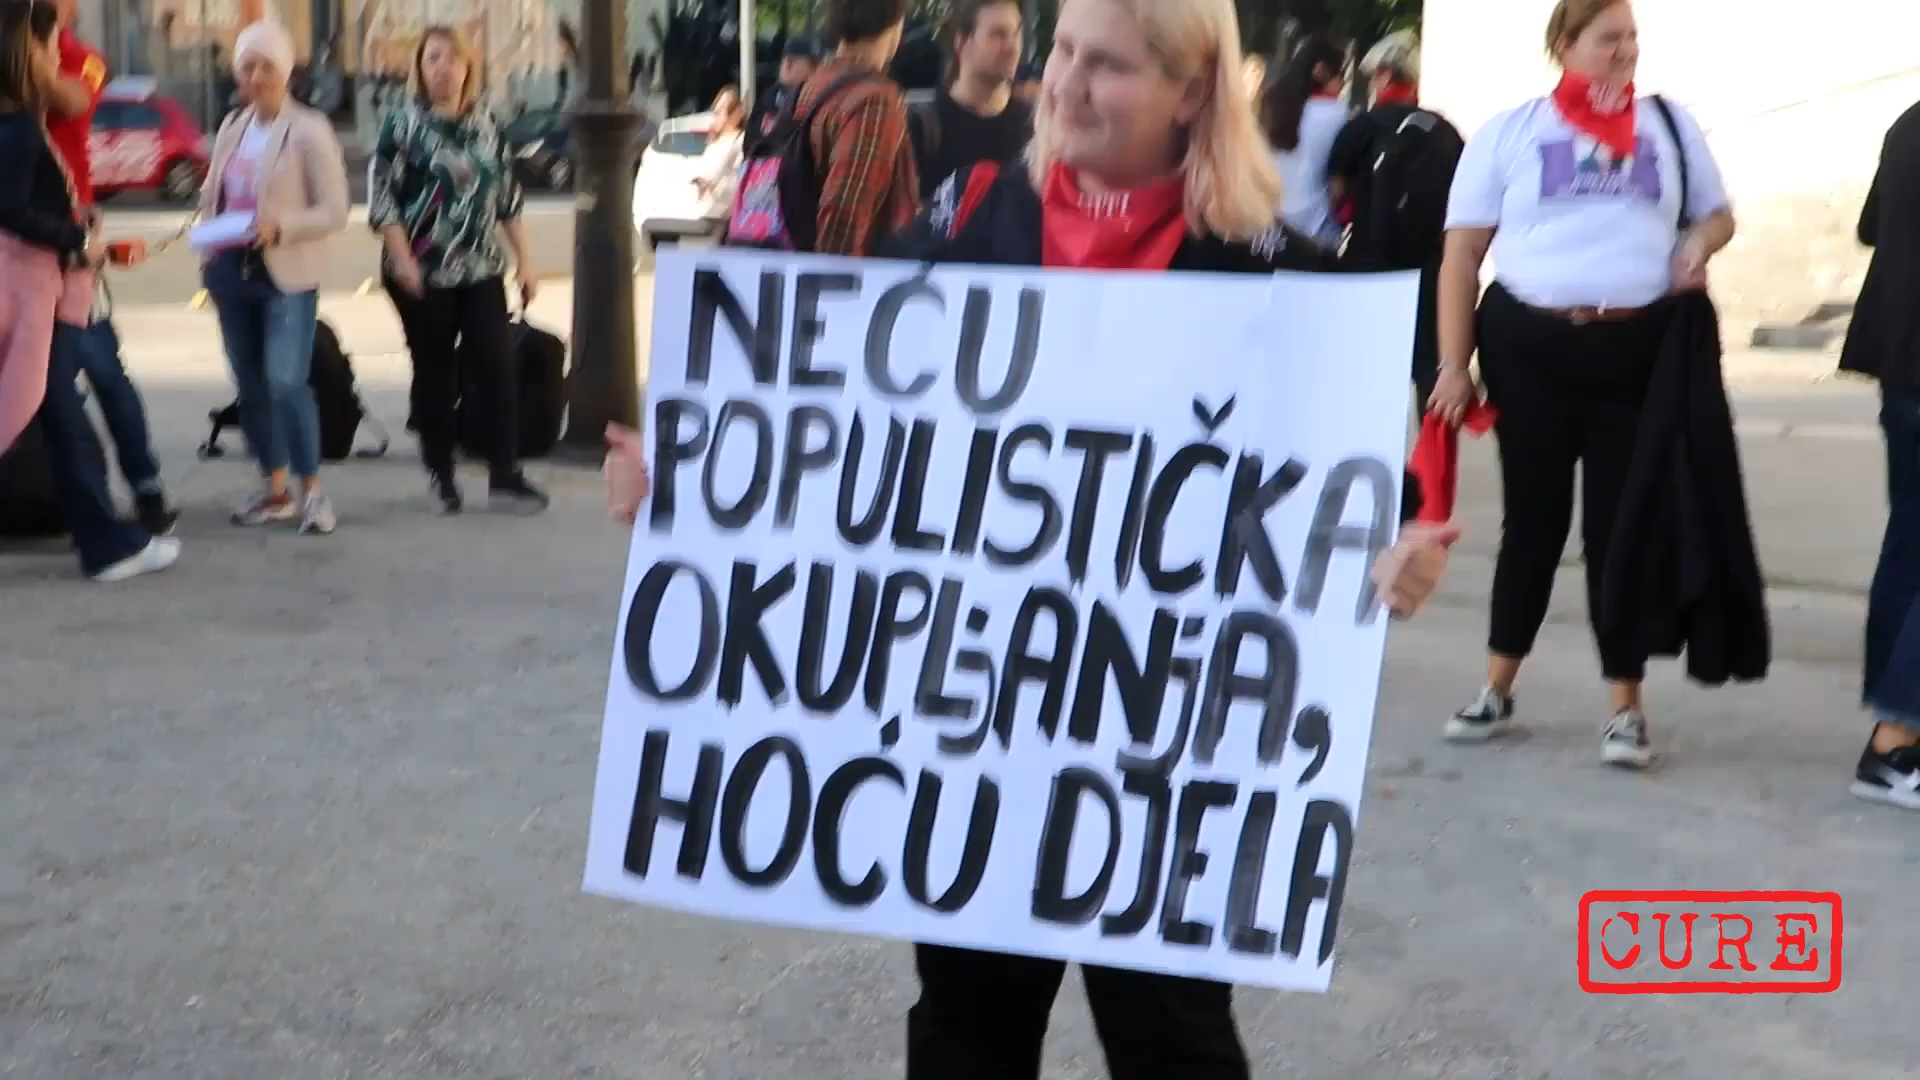 NEĆU
POPULISTIČKA
OKUPLjANjA,
HOĆU DJELA
CURE